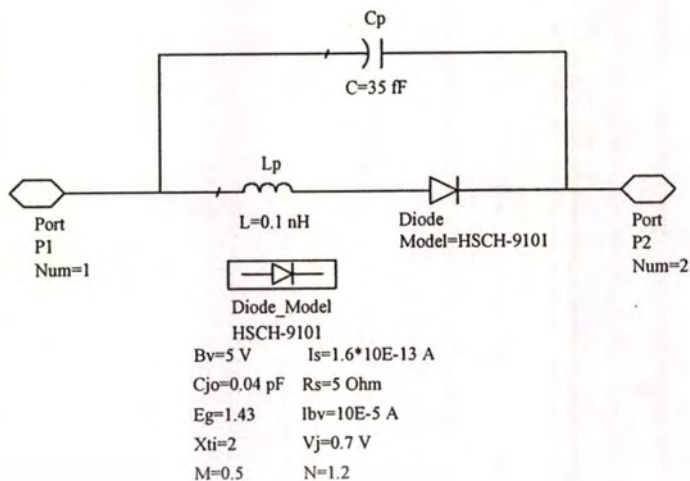 Cp
C=35 fF
Lp
L=0.1 nH
Port
P1
Num=1
Diode
Model=HSCH-9101
Port
P2
Num=2
Diode_Model
HSCH-9101
Bv=5 V Is=1.6*10E-13 A
Cjo=0.04 pF Rs=5 Ohm
Eg=1.43 Ibv=10E-5 A
Xti=2 Vj=0.7 V
M=0.5 N=1.2